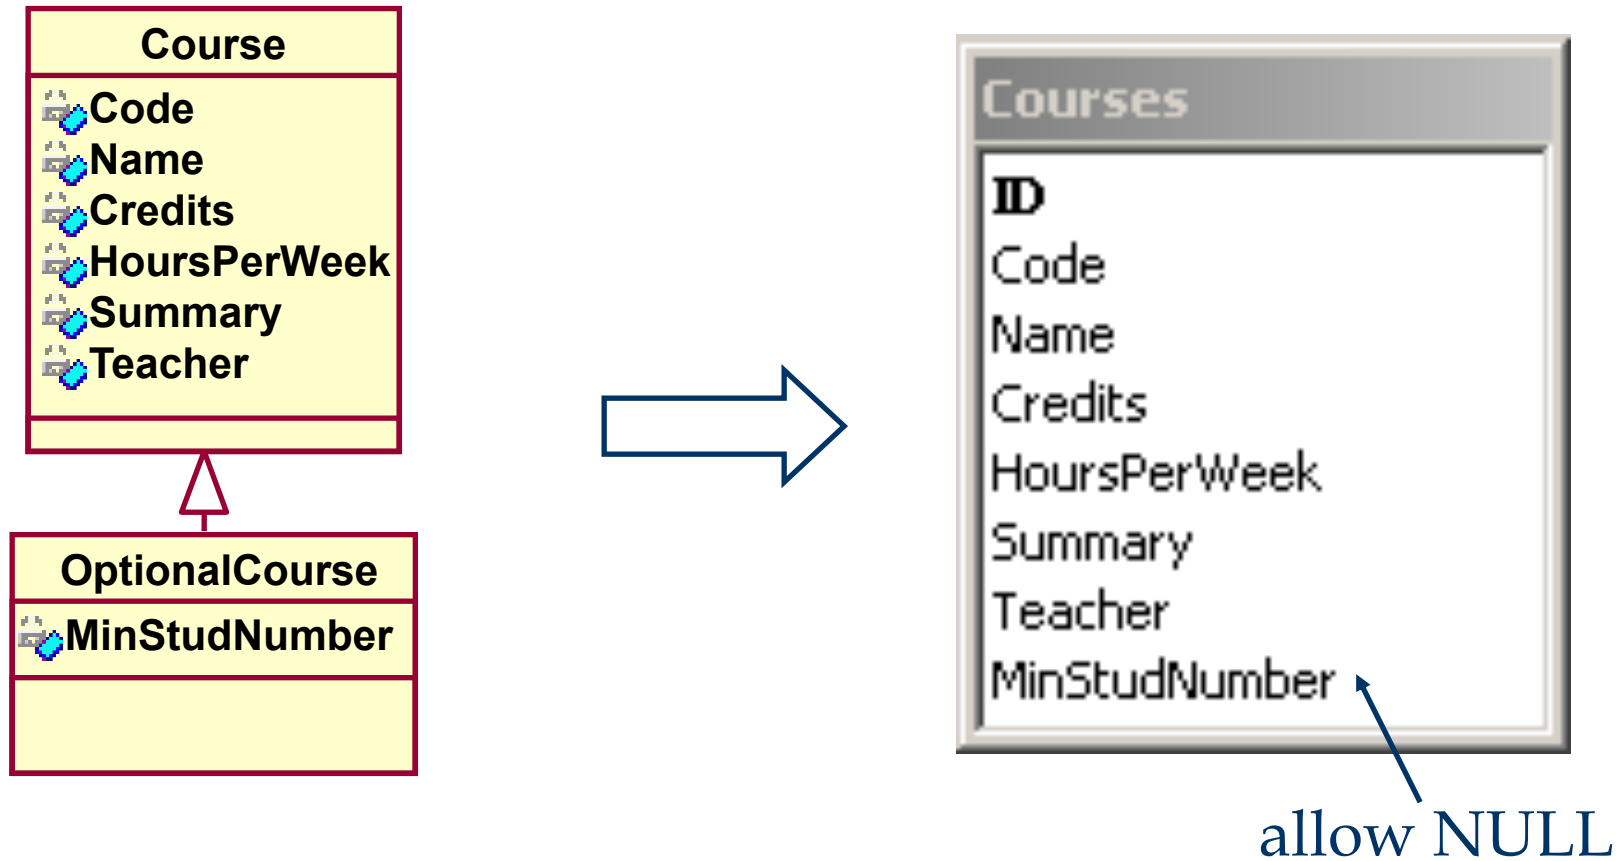 Course
Code
Name
Credits
HoursPerWeek
Summary
Teacher
OptionalCourse
MinStudNumber
Courses
ID
Code
Name
Credits
HoursPerWeek
Summary
Teacher
MinStudNumber
allow NULL